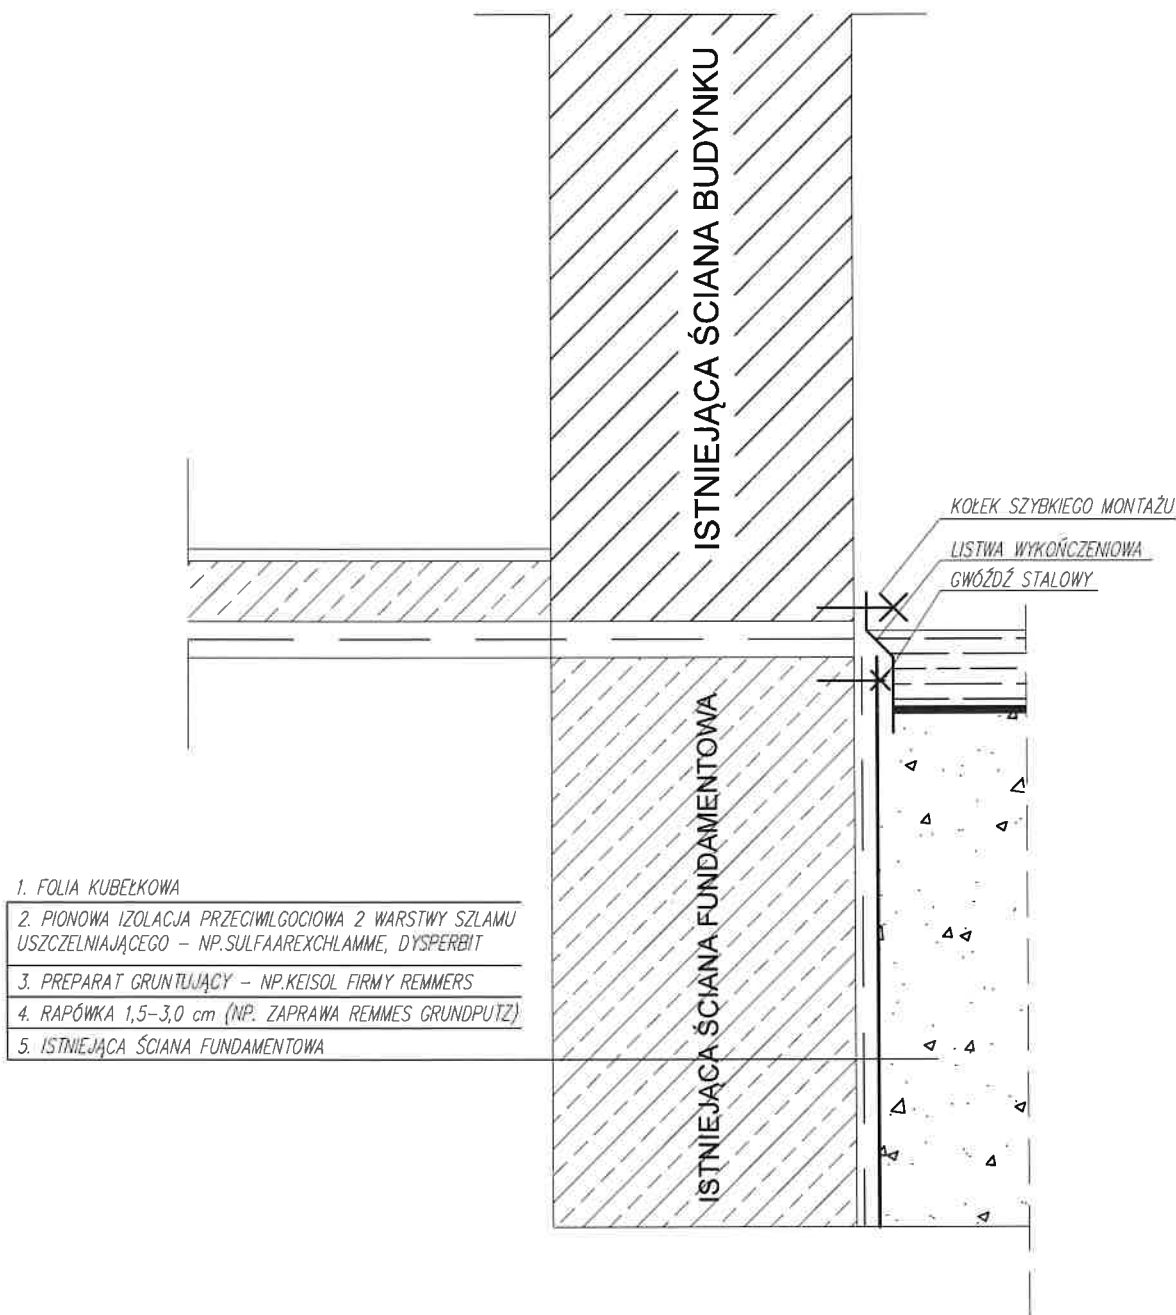 ISTNIEJĄCA ŚCIANA BUDYNKU
KOŁEK SZYBKIEGO MONTAŻU
LISTWA WYKOŃCZENIOWA
GWÓŹDŹ STALOWY
ISTNIEJĄCA ŚCIANA FUNDAMENTOWA
1. FOLIA KUBEŁKOWA
2. PIONOWA IZOLACJA PRZECIWILGOCIOWA 2 WARSTWY SZLAMU
USZCZELNIAJĄCEGO – NP.SULFAAREXCHLAMME, DYSPERBIT
3. PREPARAT GRUNTUJĄCY – NP.KEISOL FIRMY REMMERS
4. RAPÓWKA 1,5–3,0 cm (NP. ZAPRAWA REMMES GRUNDPUTZ)
5. ISTNIEJĄCA ŚCIANA FUNDAMENTOWA